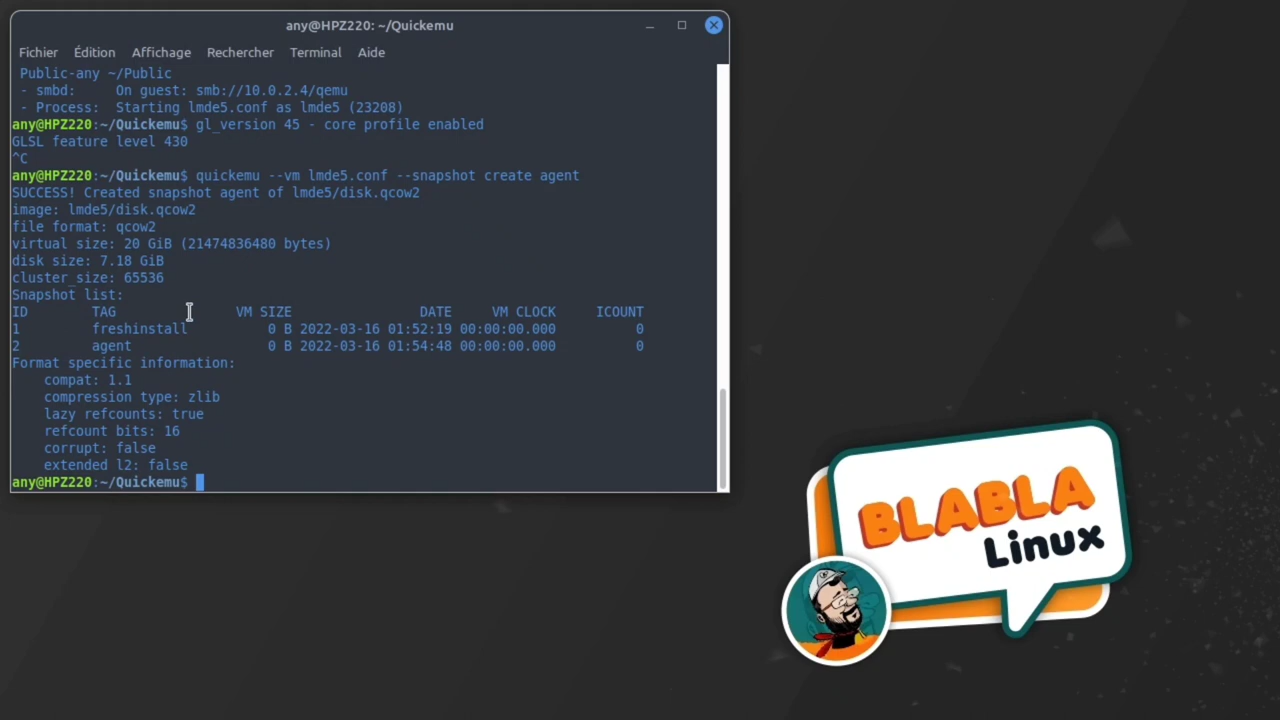 any@HPZ220: ~/Quickemu
Fichier Édition Affichage Rechercher Terminal Aide
Public-any ~/Public
- smbd:     On guest: smb://10.0.2.4/qemu
- Process:  Starting lmde5.conf as lmde5 (23208)
any@HPZ220:~/Quickemu$ gl_version 45 - core profile enabled
GLSL feature level 430
^C
any@HPZ220:~/Quickemu$ quickemu --vm lmde5.conf --snapshot create agent
SUCCESS! Created snapshot agent of lmde5/disk.qcow2
image: lmde5/disk.qcow2
file format: qcow2
virtual size: 20 GiB (21474836480 bytes)
disk size: 7.18 GiB
cluster_size: 65536
Snapshot list:
ID        TAG               VM SIZE                DATE     VM CLOCK     ICOUNT
1         freshinstall          0 B 2022-03-16 01:52:19 00:00:00.000          0
2         agent                 0 B 2022-03-16 01:54:48 00:00:00.000          0
Format specific information:
    compat: 1.1
    compression type: zlib
    lazy refcounts: true
    refcount bits: 16
    corrupt: false
    extended l2: false
any@HPZ220:~/Quickemu$
BLABLA
Linux